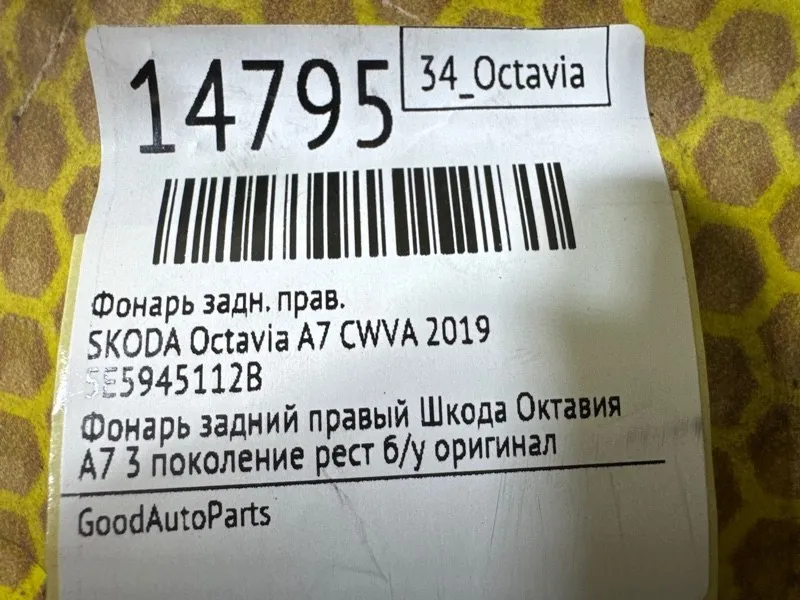 14795
34_Octavia
Фонарь задн. прав.
SKODA Octavia A7 CWVA 2019
5E5945112B
Фонарь задний правый Шкода Октавия
А7 3 поколение рест б/у оригинал
GoodAutoParts